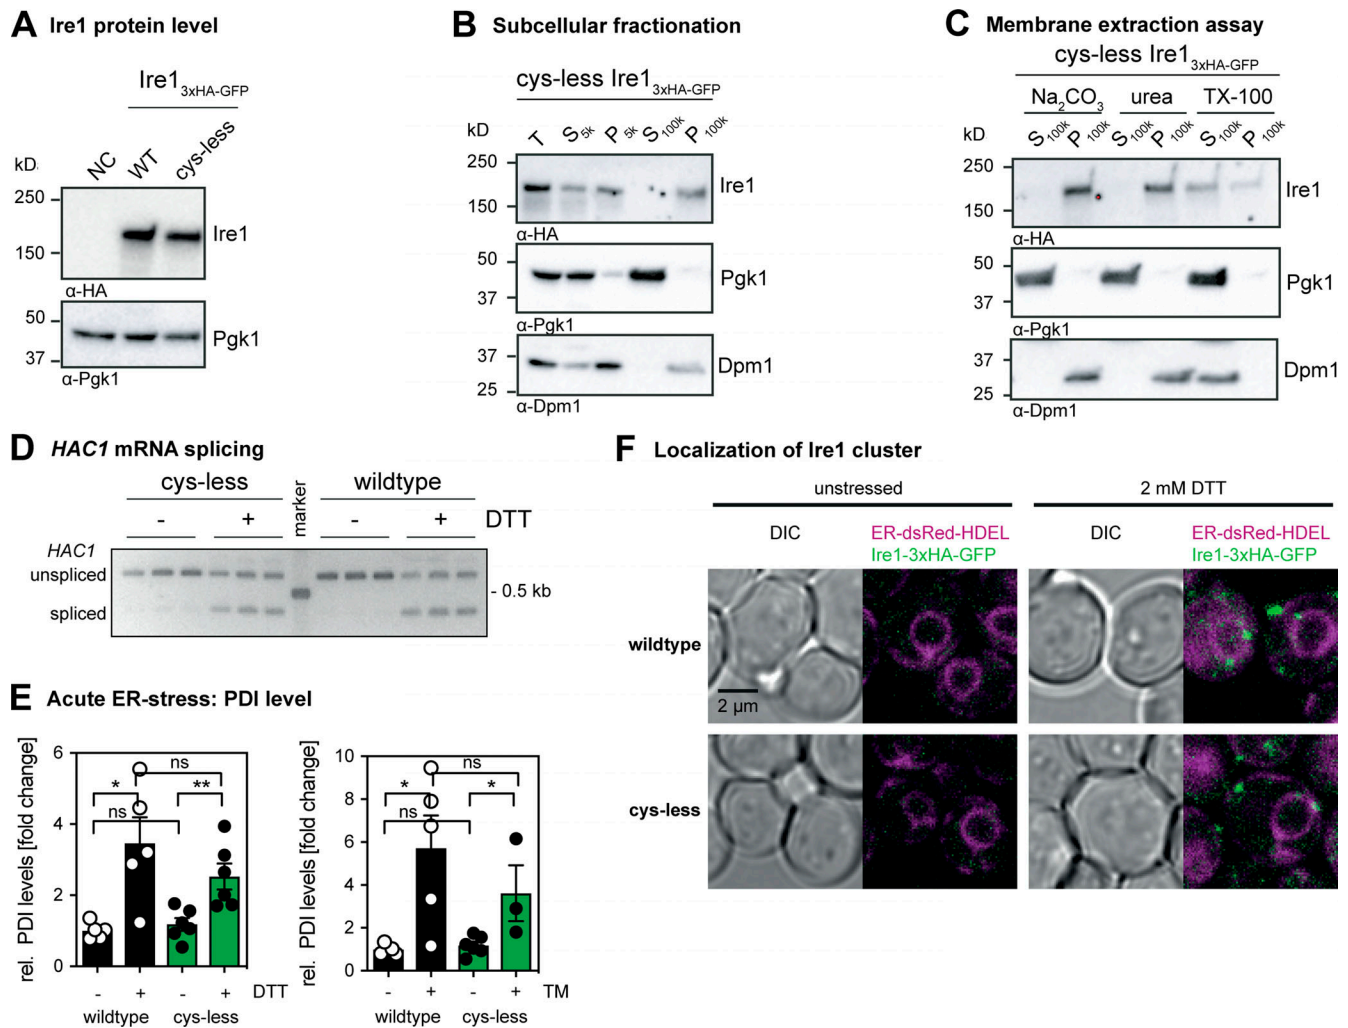 A Ire1 protein level
Ire1 3xHA-GFP
kD
NC WT cys-less
250
150
Ire1
α-HA
50
37
Pgk1
α-Pgk1
B Subcellular fractionation
cys-less Ire1 3xHA-GFP
kD
T S 5k P 5k S 100k P 100k
250
150
Ire1
α-HA
50
37
Pgk1
α-Pgk1
37
25
Dpm1
α-Dpm1
C Membrane extraction assay
cys-less Ire1 3xHA-GFP
Na2CO3 urea TX-100
kD
S 100k P 100k S 100k P 100k S 100k P 100k
250
150
Ire1
α-HA
50
37
Pgk1
α-Pgk1
37
25
Dpm1
α-Dpm1
D HAC1 mRNA splicing
cys-less marker wildtype
- + - + DTT
HAC1
unspliced
- 0.5 kb
spliced
E Acute ER-stress: PDI level
rel. PDI levels [fold change]
6
4
2
0
ns
* **
ns
- + - + DTT
wildtype cys-less
rel. PDI levels [fold change]
10
8
6
4
2
0
ns
* *
ns
- + - + TM
wildtype cys-less
F Localization of Ire1 cluster
unstressed 2 mM DTT
DIC ER-dsRed-HDEL DIC ER-dsRed-HDEL
Ire1-3xHA-GFP Ire1-3xHA-GFP
wildtype
2 µm
cys-less